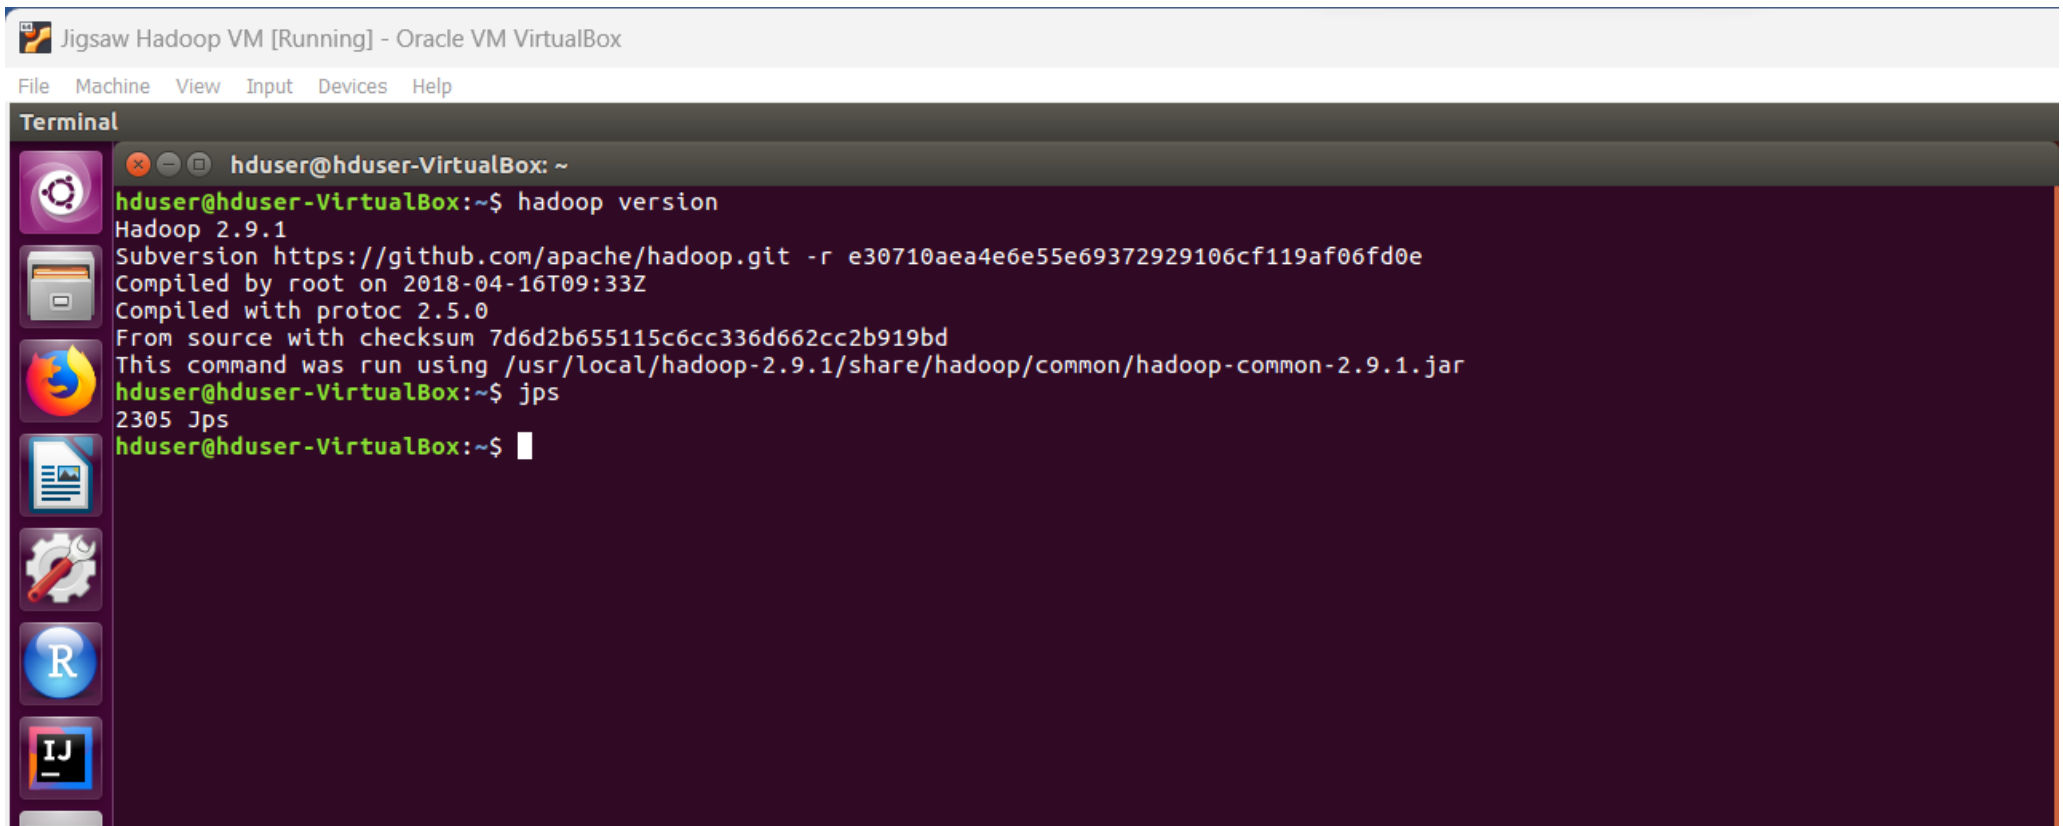 Jigsaw Hadoop VM [Running] - Oracle VM VirtualBox
File Machine View Input Devices Help
Terminal
hduser@hduser-VirtualBox: ~
hduser@hduser-VirtualBox:~$ hadoop version
Hadoop 2.9.1
Subversion https://github.com/apache/hadoop.git -r e30710aea4e6e55e69372929106cf119af06fd0e
Compiled by root on 2018-04-16T09:33Z
Compiled with protoc 2.5.0
From source with checksum 7d6d2b655115c6cc336d662cc2b919bd
This command was run using /usr/local/hadoop-2.9.1/share/hadoop/common/hadoop-common-2.9.1.jar
hduser@hduser-VirtualBox:~$ jps
2305 Jps
hduser@hduser-VirtualBox:~$
R
IJ